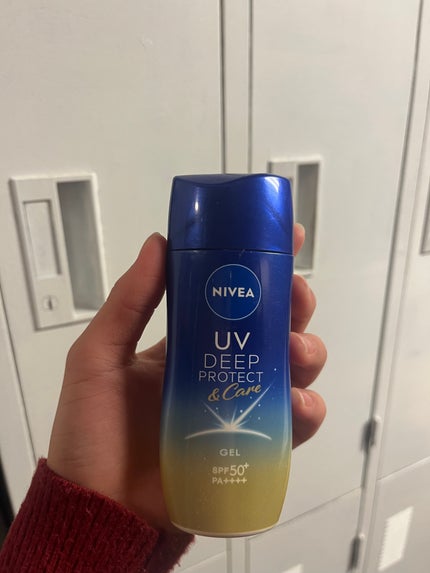 NIVEA
UV
DEEP
PROTECT
& Care
GEL
SPF50+
PA++++